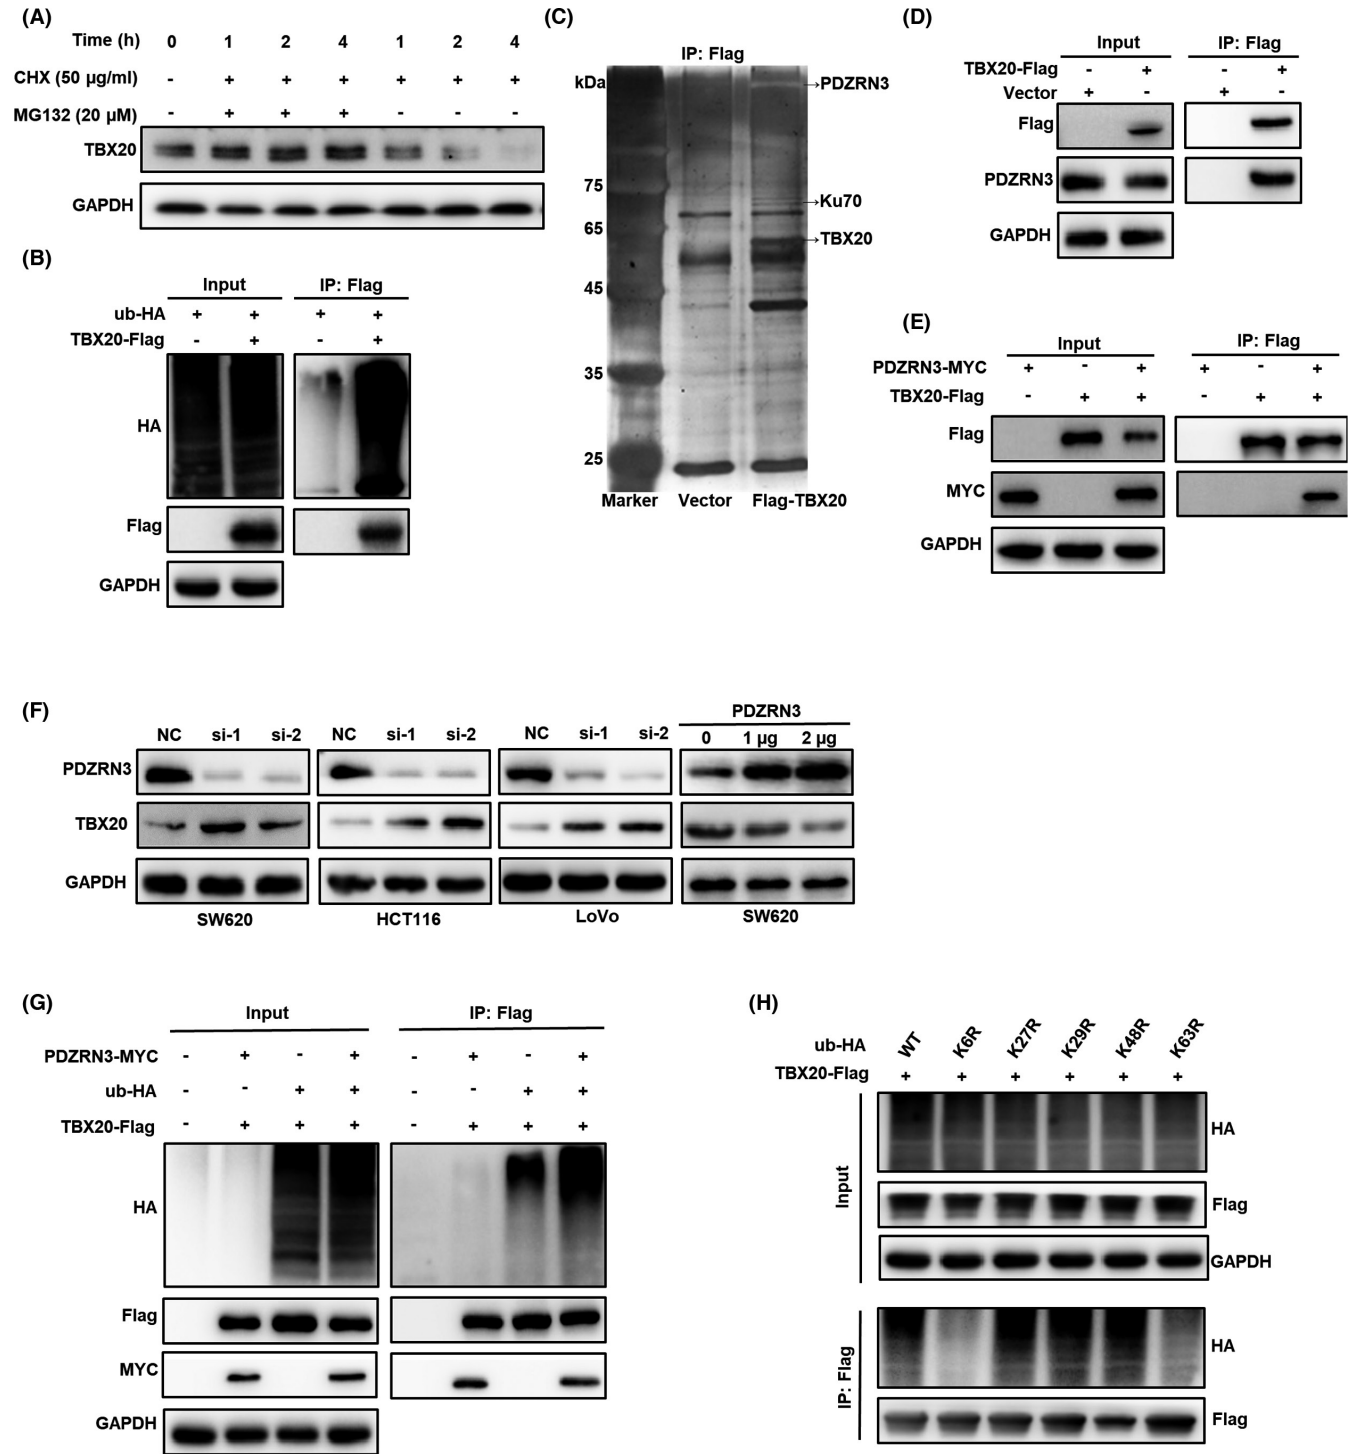 (A)
Time (h) 0 1 2 4 1 2 4
CHX (50 µg/ml) - + + + + + +
MG132 (20 µM) - + + + - - -
TBX20
GAPDH
(B)
Input IP: Flag
ub-HA + + + +
TBX20-Flag - + - +
HA
Flag
GAPDH
(C)
IP: Flag
kDa
PDZRN3
75
Ku70
65
TBX20
45
35
25
Marker Vector Flag-TBX20
(D)
Input IP: Flag
TBX20-Flag - + - +
Vector + - + -
Flag
PDZRN3
GAPDH
(E)
Input IP: Flag
PDZRN3-MYC + - + + - +
TBX20-Flag - + + - + +
Flag
MYC
GAPDH
(F)
PDZRN3
NC si-1 si-2 NC si-1 si-2 NC si-1 si-2 0 1 µg 2 µg
PDZRN3
TBX20
GAPDH
SW620 HCT116 LoVo SW620
(G)
Input IP: Flag
PDZRN3-MYC - + - + - + - +
ub-HA - - + + - - + +
TBX20-Flag - + + + - + + +
HA
Flag
MYC
GAPDH
(H)
ub-HA WT K6R K27R K29R K48R K63R
TBX20-Flag + + + + + +
Input
HA
Flag
GAPDH
IP: Flag
HA
Flag